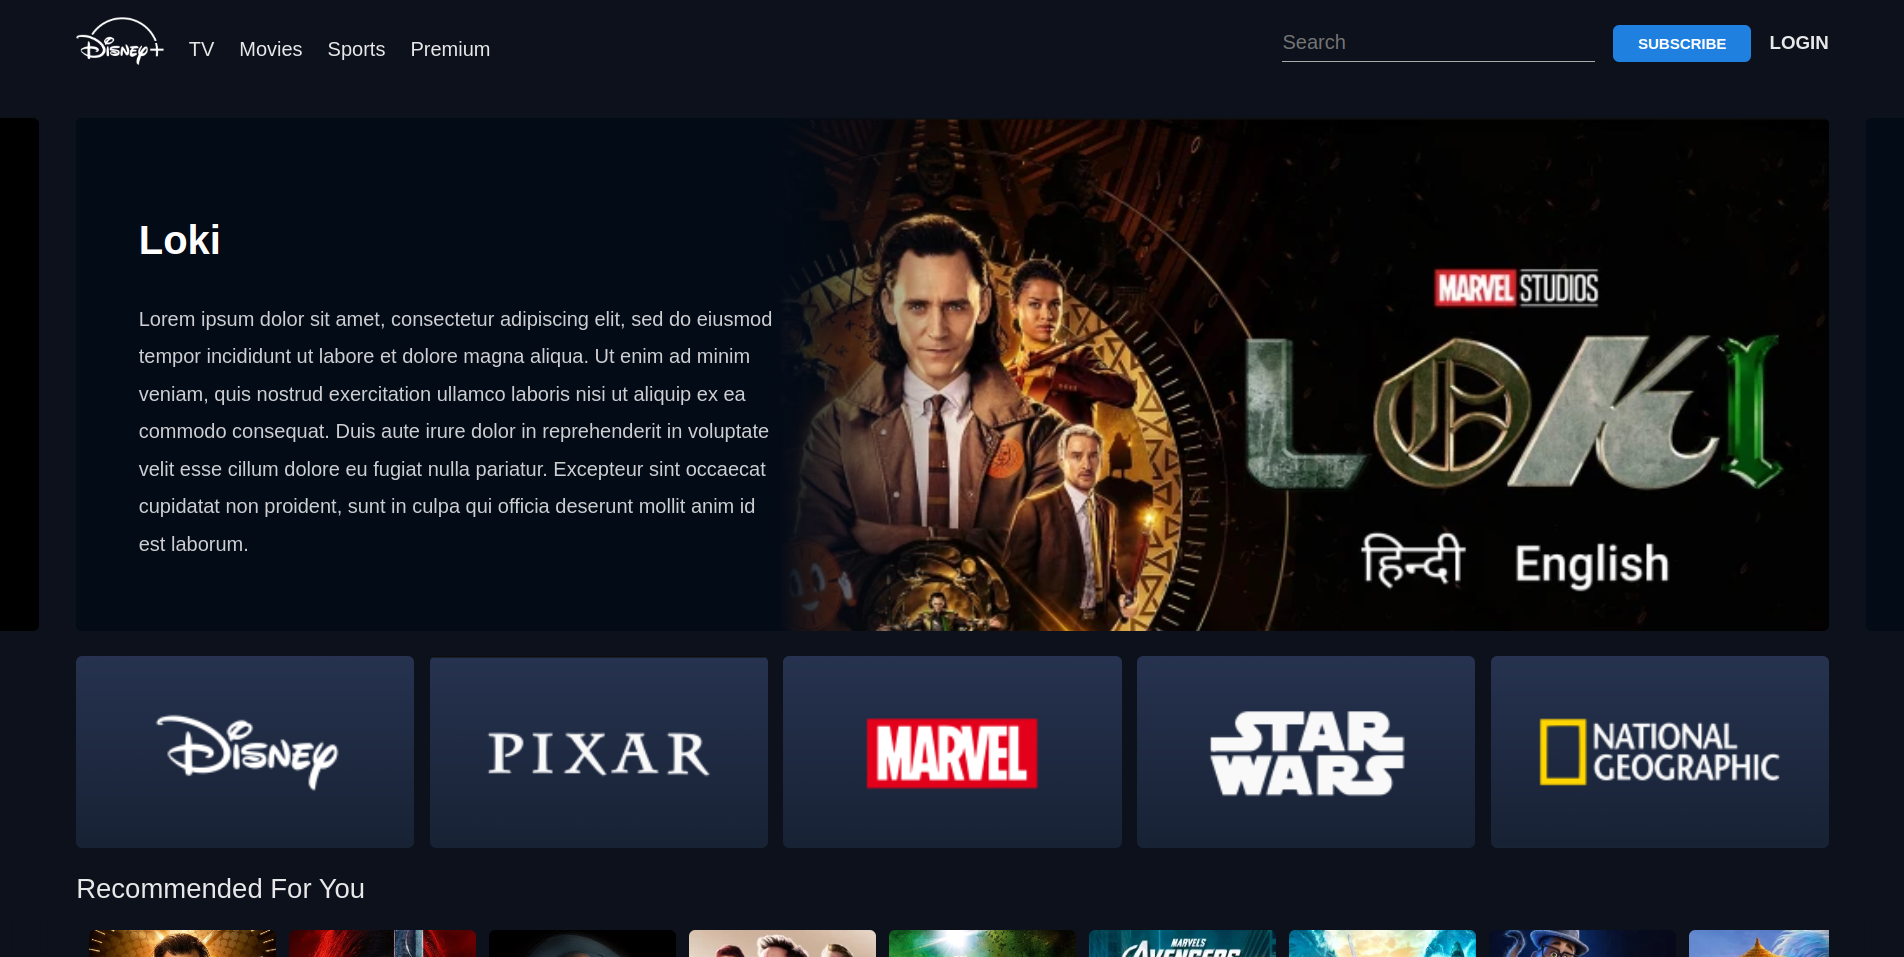 Disney+ TV Movies Sports Premium
Search SUBSCRIBE LOGIN
Loki
Lorem ipsum dolor sit amet, consectetur adipiscing elit, sed do eiusmod
tempor incididunt ut labore et dolore magna aliqua. Ut enim ad minim
veniam, quis nostrud exercitation ullamco laboris nisi ut aliquip ex ea
commodo consequat. Duis aute irure dolor in reprehenderit in voluptate
velit esse cillum dolore eu fugiat nulla pariatur. Excepteur sint occaecat
cupidatat non proident, sunt in culpa qui officia deserunt mollit anim id
est laborum.
MARVEL STUDIOS
LOKI
हिन्दी English
Disney
PIXAR
MARVEL
STAR
WARS
NATIONAL
GEOGRAPHIC
Recommended For You
MARVEL'S
AVENGERS